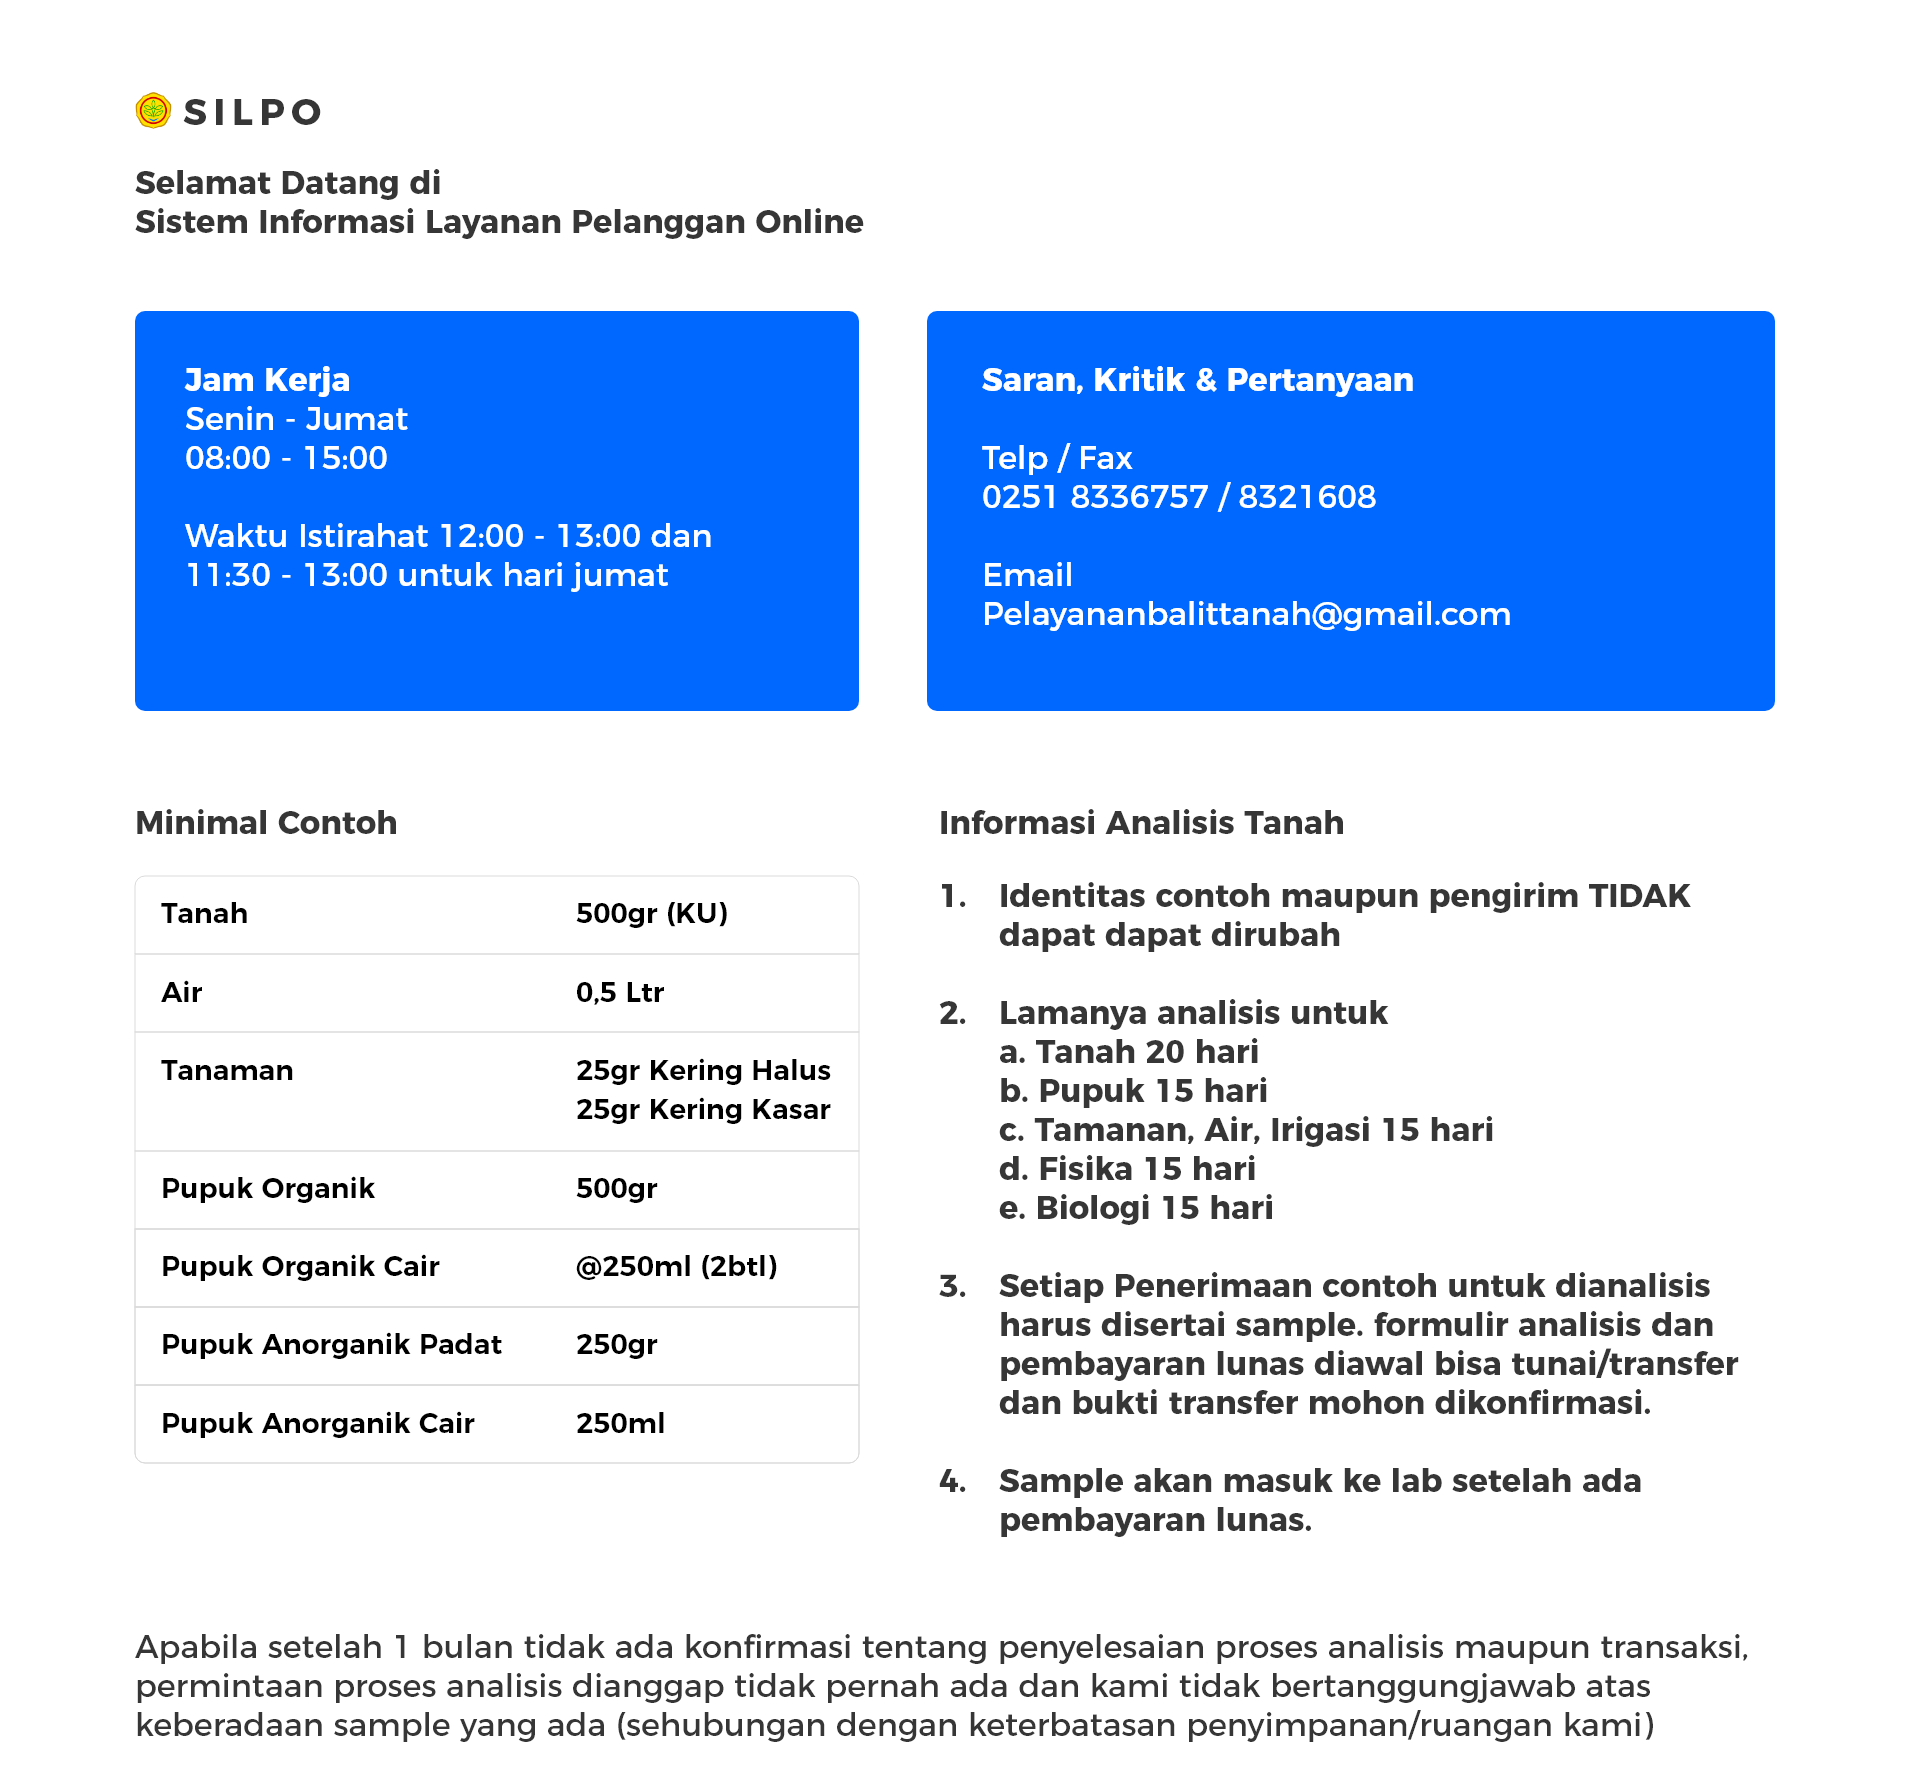 SILPO
Selamat Datang di
Sistem Informasi Layanan Pelanggan Online
Jam Kerja
Senin - Jumat
08:00 - 15:00
Waktu Istirahat 12:00 - 13:00 dan
11:30 - 13:00 untuk hari jumat
Saran, Kritik & Pertanyaan
Telp / Fax
0251 8336757 / 8321608
Email
Pelayananbalittanah@gmail.com
Minimal Contoh
Tanah 500gr (KU)
Air 0,5 Ltr
Tanaman 25gr Kering Halus
25gr Kering Kasar
Pupuk Organik 500gr
Pupuk Organik Cair @250ml (2btl)
Pupuk Anorganik Padat 250gr
Pupuk Anorganik Cair 250ml
Informasi Analisis Tanah
1. Identitas contoh maupun pengirim TIDAK
dapat dapat dirubah
2. Lamanya analisis untuk
a. Tanah 20 hari
b. Pupuk 15 hari
c. Tamanan, Air, Irigasi 15 hari
d. Fisika 15 hari
e. Biologi 15 hari
3. Setiap Penerimaan contoh untuk dianalisis
harus disertai sample. formulir analisis dan
pembayaran lunas diawal bisa tunai/transfer
dan bukti transfer mohon dikonfirmasi.
4. Sample akan masuk ke lab setelah ada
pembayaran lunas.
Apabila setelah 1 bulan tidak ada konfirmasi tentang penyelesaian proses analisis maupun transaksi,
permintaan proses analisis dianggap tidak pernah ada dan kami tidak bertanggungjawab atas
keberadaan sample yang ada (sehubungan dengan keterbatasan penyimpanan/ruangan kami)